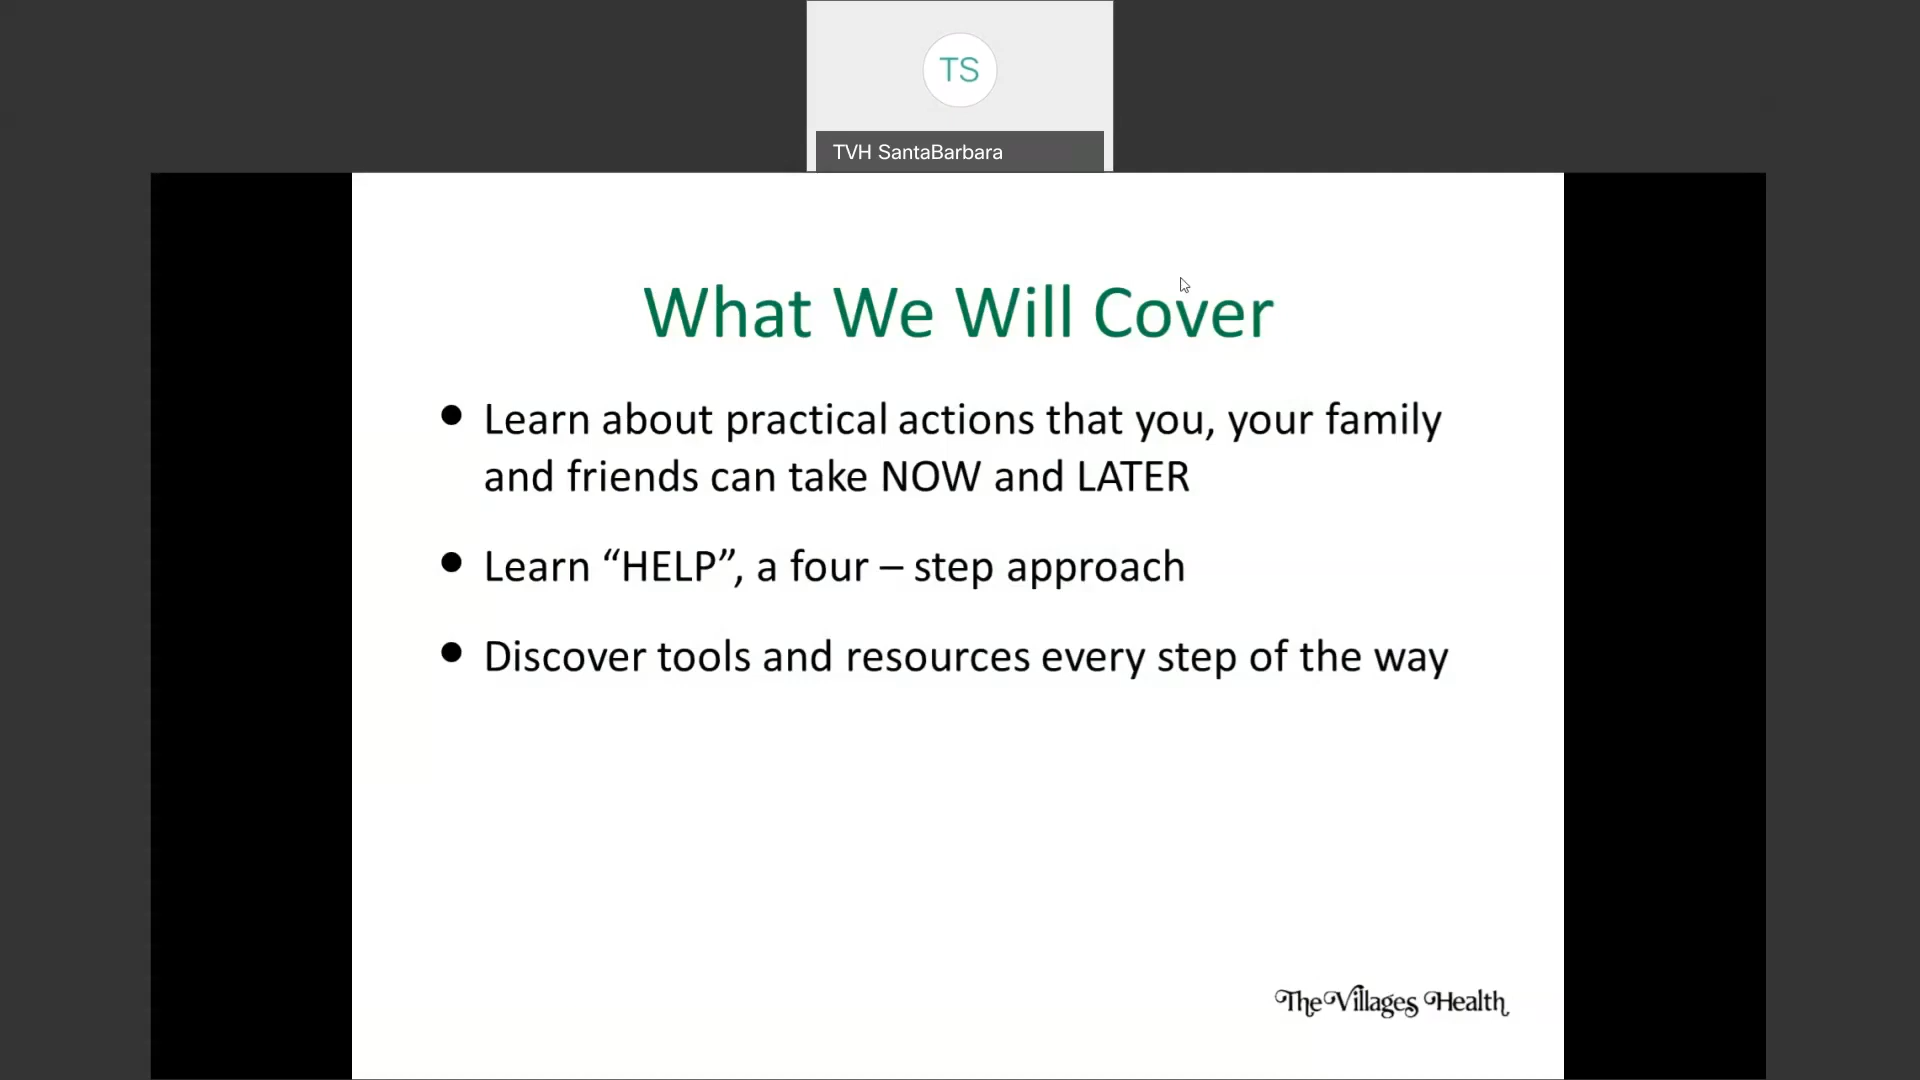 TS
TVH SantaBarbara
What We Will Cover
• Learn about practical actions that you, your family
and friends can take NOW and LATER
• Learn “HELP”, a four – step approach
• Discover tools and resources every step of the way
The Villages Health